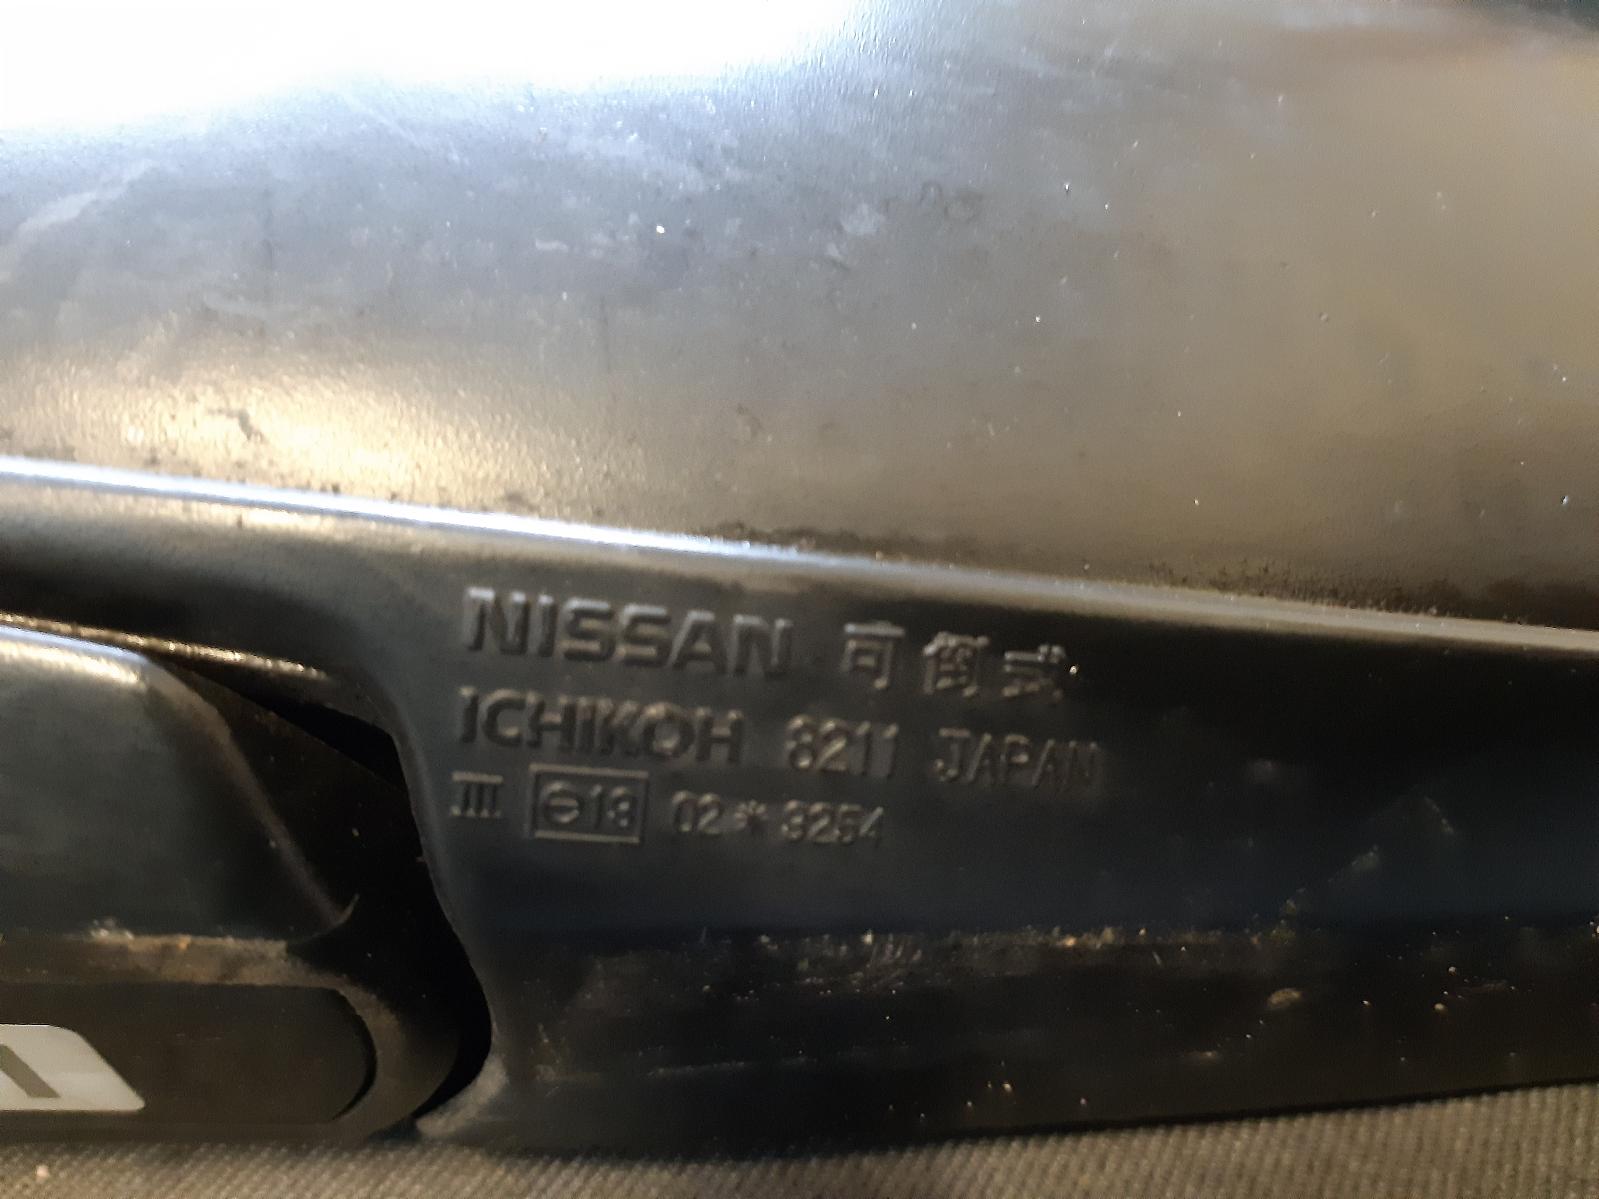 NISSAN 可倒式
ICHIKOH 8211 JAPAN
III e13 02*3254